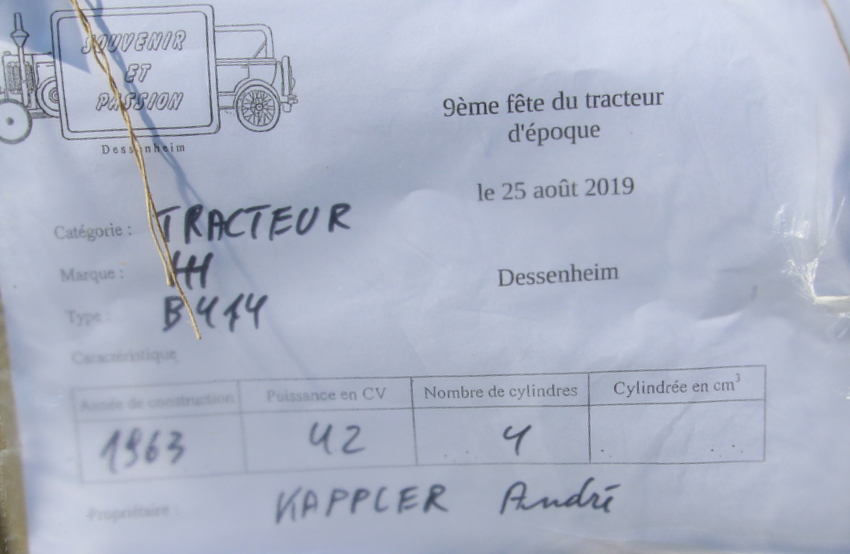 SOUVENIR
ET
PASSION
Dessenheim
9ème fête du tracteur
d'époque
le 25 août 2019
Dessenheim
Catégorie : TRACTEUR
Marque : IH
Type : B 414
Caractéristique
Année de construction Puissance en CV Nombre de cylindres Cylindrée en cm³
1963 42 4
Propriétaire : KAPPLER André